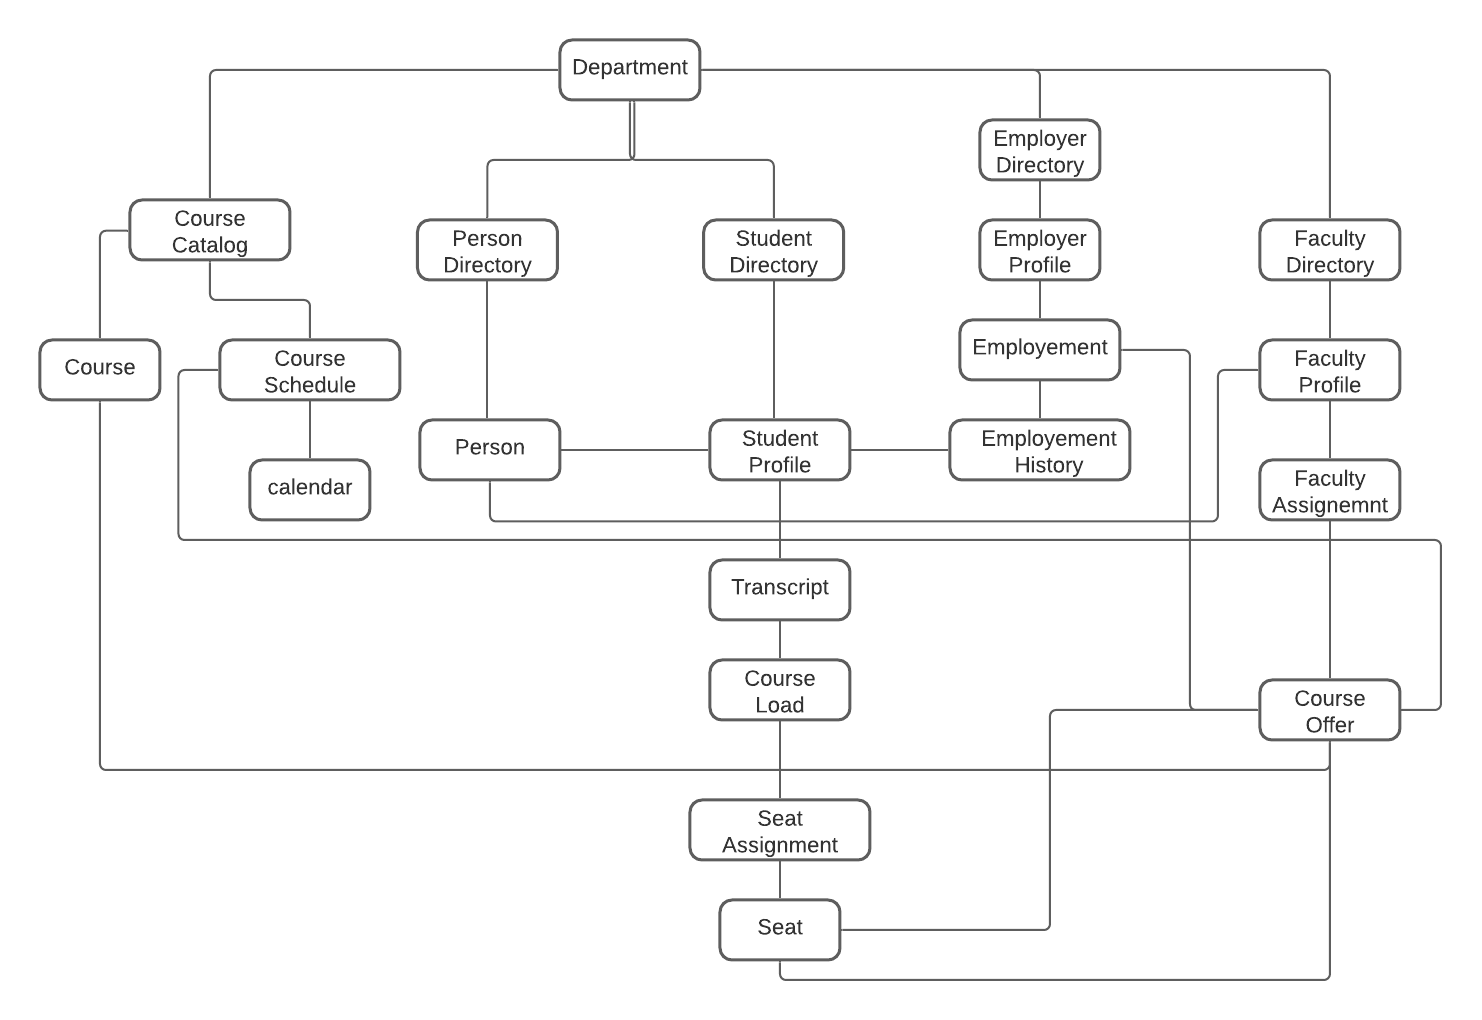 Department
Employer
Directory
Course
Catalog
Person
Directory
Student
Directory
Employer
Profile
Faculty
Directory
Course
Course
Schedule
Employement
Faculty
Profile
calendar
Person
Student
Profile
Employement
History
Faculty
Assignemnt
Transcript
Course
Load
Course
Offer
Seat
Assignment
Seat